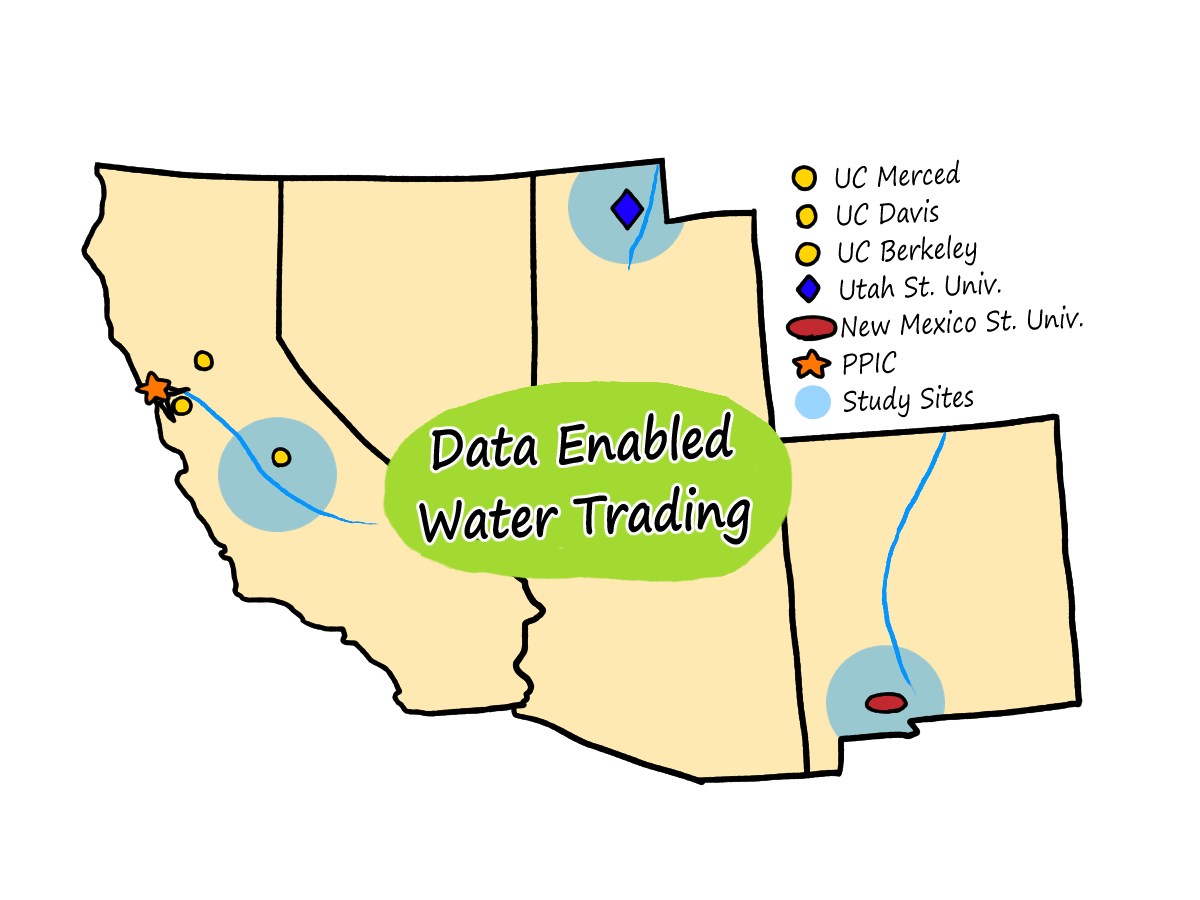 UC Merced
UC Davis
UC Berkeley
Utah St. Univ.
New Mexico St. Univ.
PPIC
Study Sites
Data Enabled
Water Trading